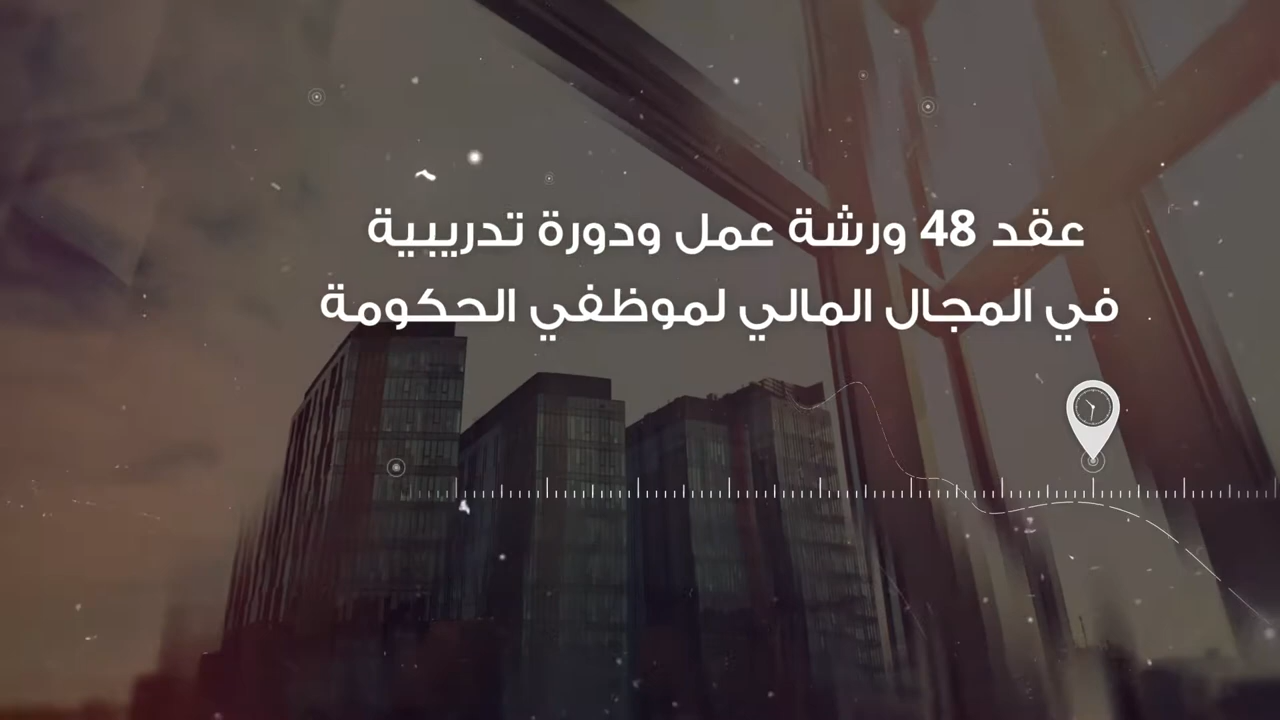 عقد 48 ورشة عمل ودورة تدريبية
في المجال المالي لموظفي الحكومة